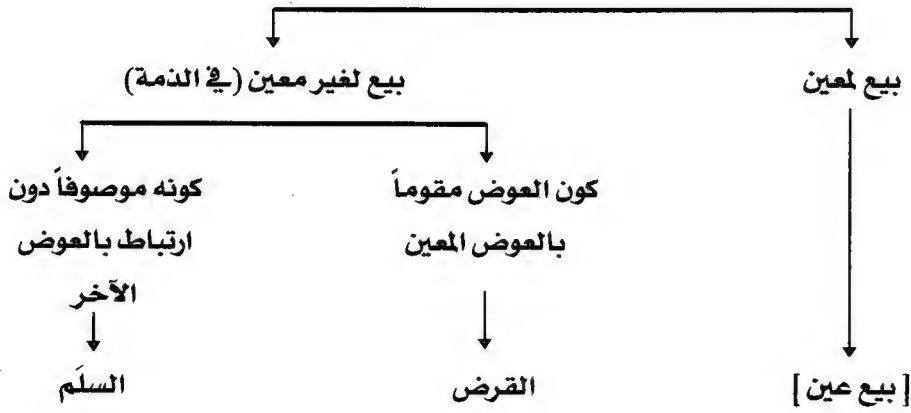 بيع لمعين
بيع لغير معين (في الذمة)
كون العوض مقوماً
بالعوض المعين
كونه موصوفاً دون
ارتباط بالعوض
الآخر
[بيع عين]
القرض
السلَم